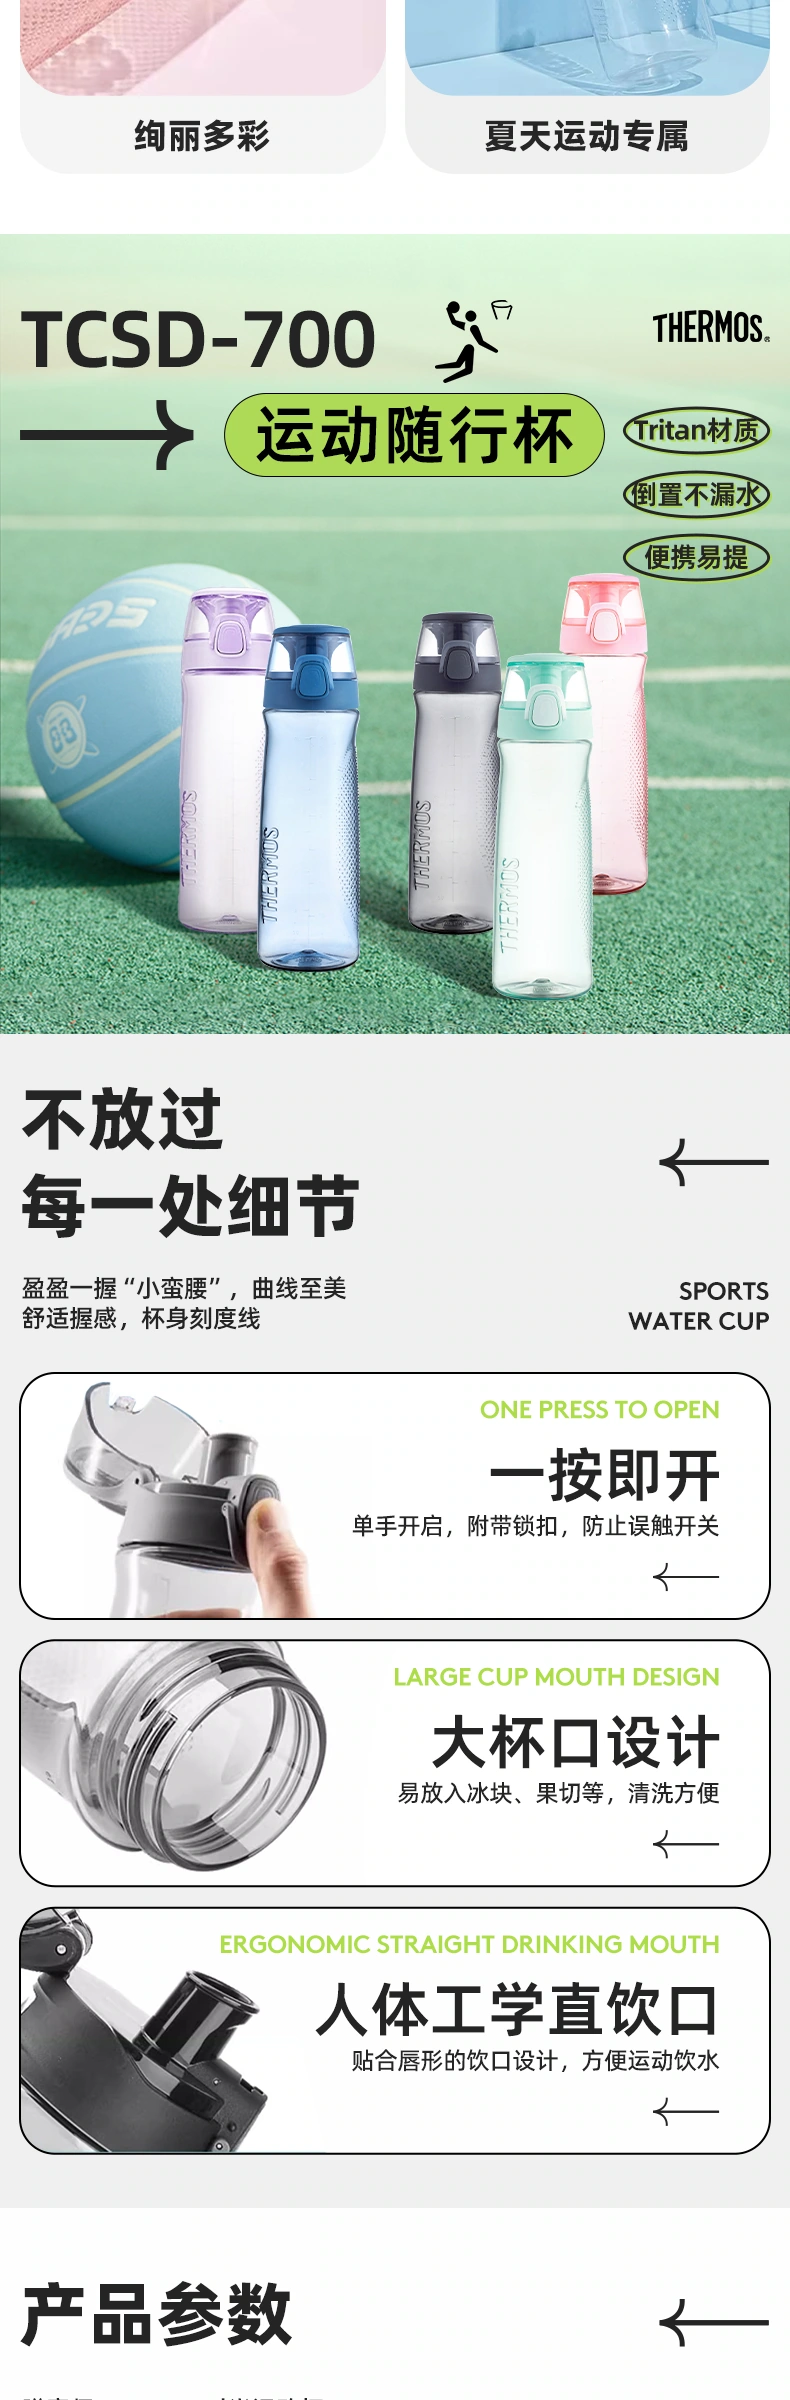 绚丽多彩
夏天运动专属
TCSD-700
THERMOS®
运动随行杯
Tritan材质
倒置不漏水
便携易提
THERMOS
THERMOS
THERMOS
THERMOS
不放过
每一处细节
盈盈一握“小蛮腰”，曲线至美
舒适握感，杯身刻度线
SPORTS
WATER CUP
ONE PRESS TO OPEN
一按即开
单手开启，附带锁扣，防止误触开关
LARGE CUP MOUTH DESIGN
大杯口设计
易放入冰块、果切等，清洗方便
ERGONOMIC STRAIGHT DRINKING MOUTH
人体工学直饮口
贴合唇形的饮口设计，方便运动饮水
产品参数